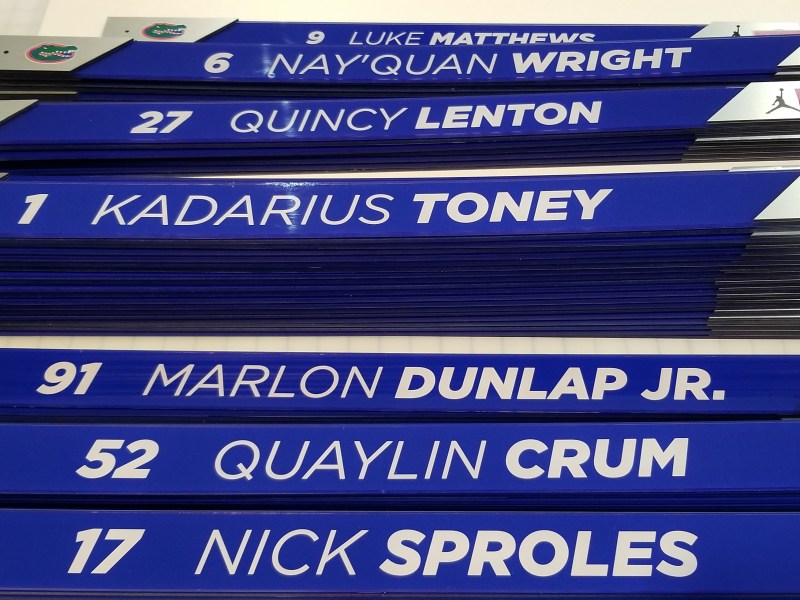 9 LUKE MATTHEWS
6 NAY'QUAN WRIGHT
27 QUINCY LENTON
1 KADARIUS TONEY
91 MARLON DUNLAP JR.
52 QUAYLIN CRUM
17 NICK SPROLES